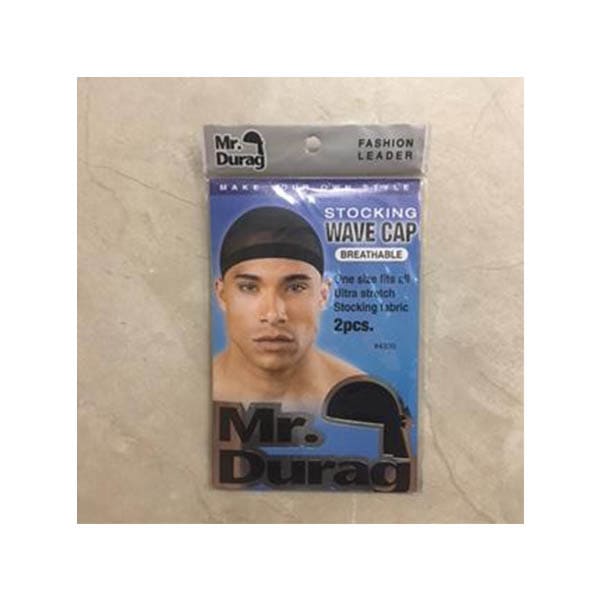 Mr.
Durag
FASHION
LEADER
MAKE YOUR OWN STYLE
STOCKING
WAVE CAP
BREATHABLE
One size fits all
Ultra stretch
Stocking fabric
2pcs.
Mr.
Durag